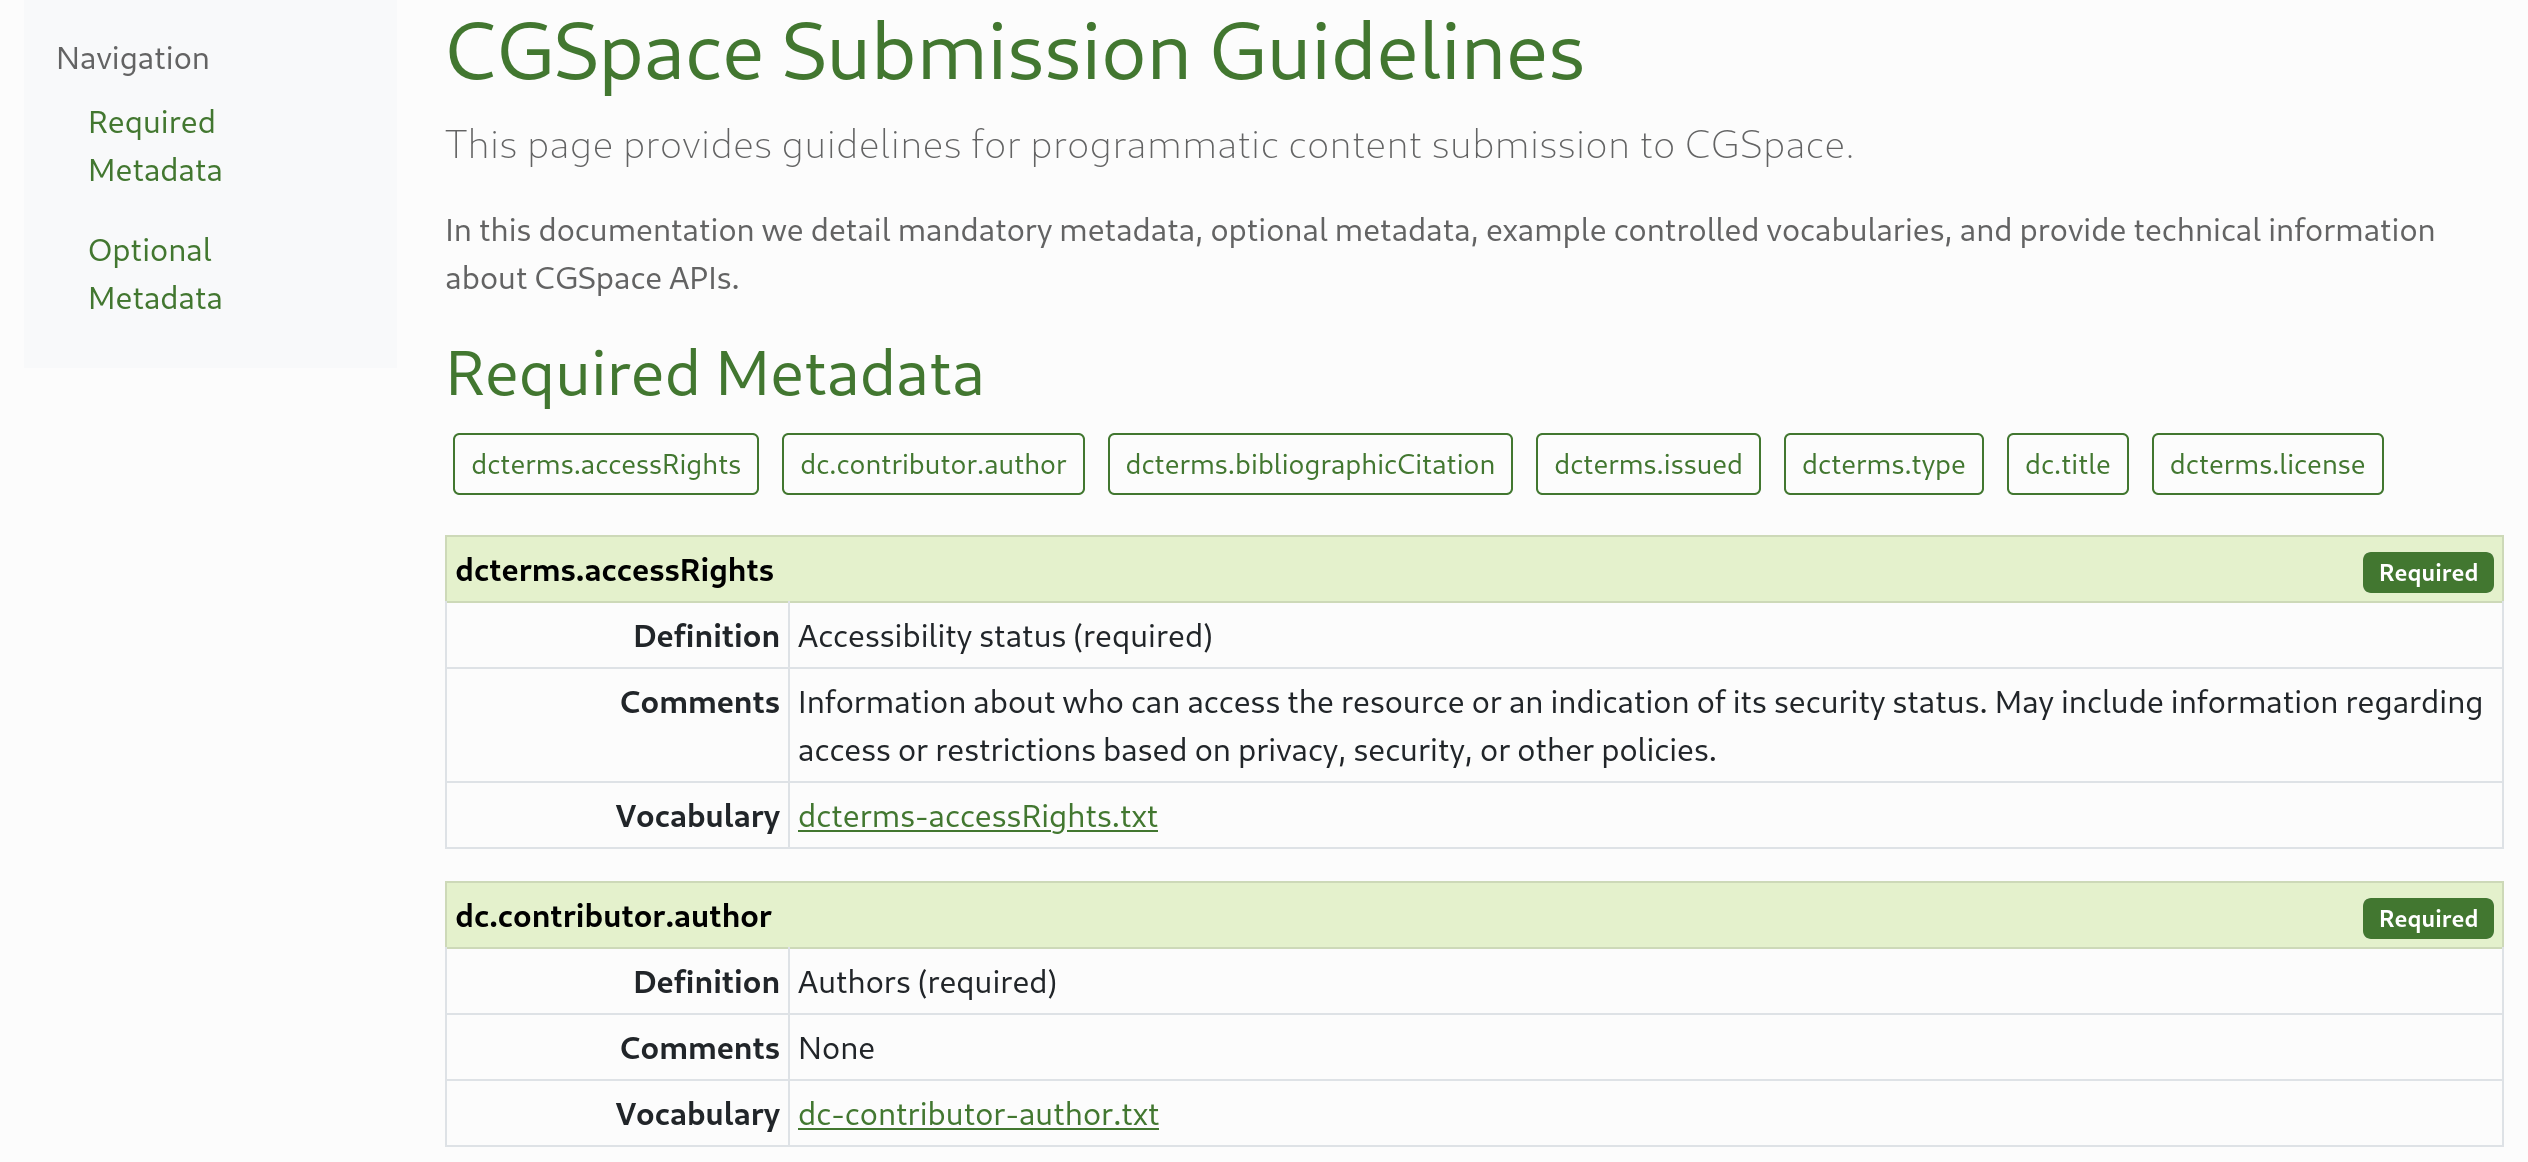 Navigation
Required
Metadata
Optional
Metadata
CGSpace Submission Guidelines
This page provides guidelines for programmatic content submission to CGSpace.
In this documentation we detail mandatory metadata, optional metadata, example controlled vocabularies, and provide technical information
about CGSpace APIs.
Required Metadata
dcterms.accessRights dc.contributor.author dcterms.bibliographicCitation dcterms.issued dcterms.type dc.title dcterms.license
dcterms.accessRights Required
Definition Accessibility status (required)
Comments Information about who can access the resource or an indication of its security status. May include information regarding
access or restrictions based on privacy, security, or other policies.
Vocabulary dcterms-accessRights.txt
dc.contributor.author Required
Definition Authors (required)
Comments None
Vocabulary dc-contributor-author.txt